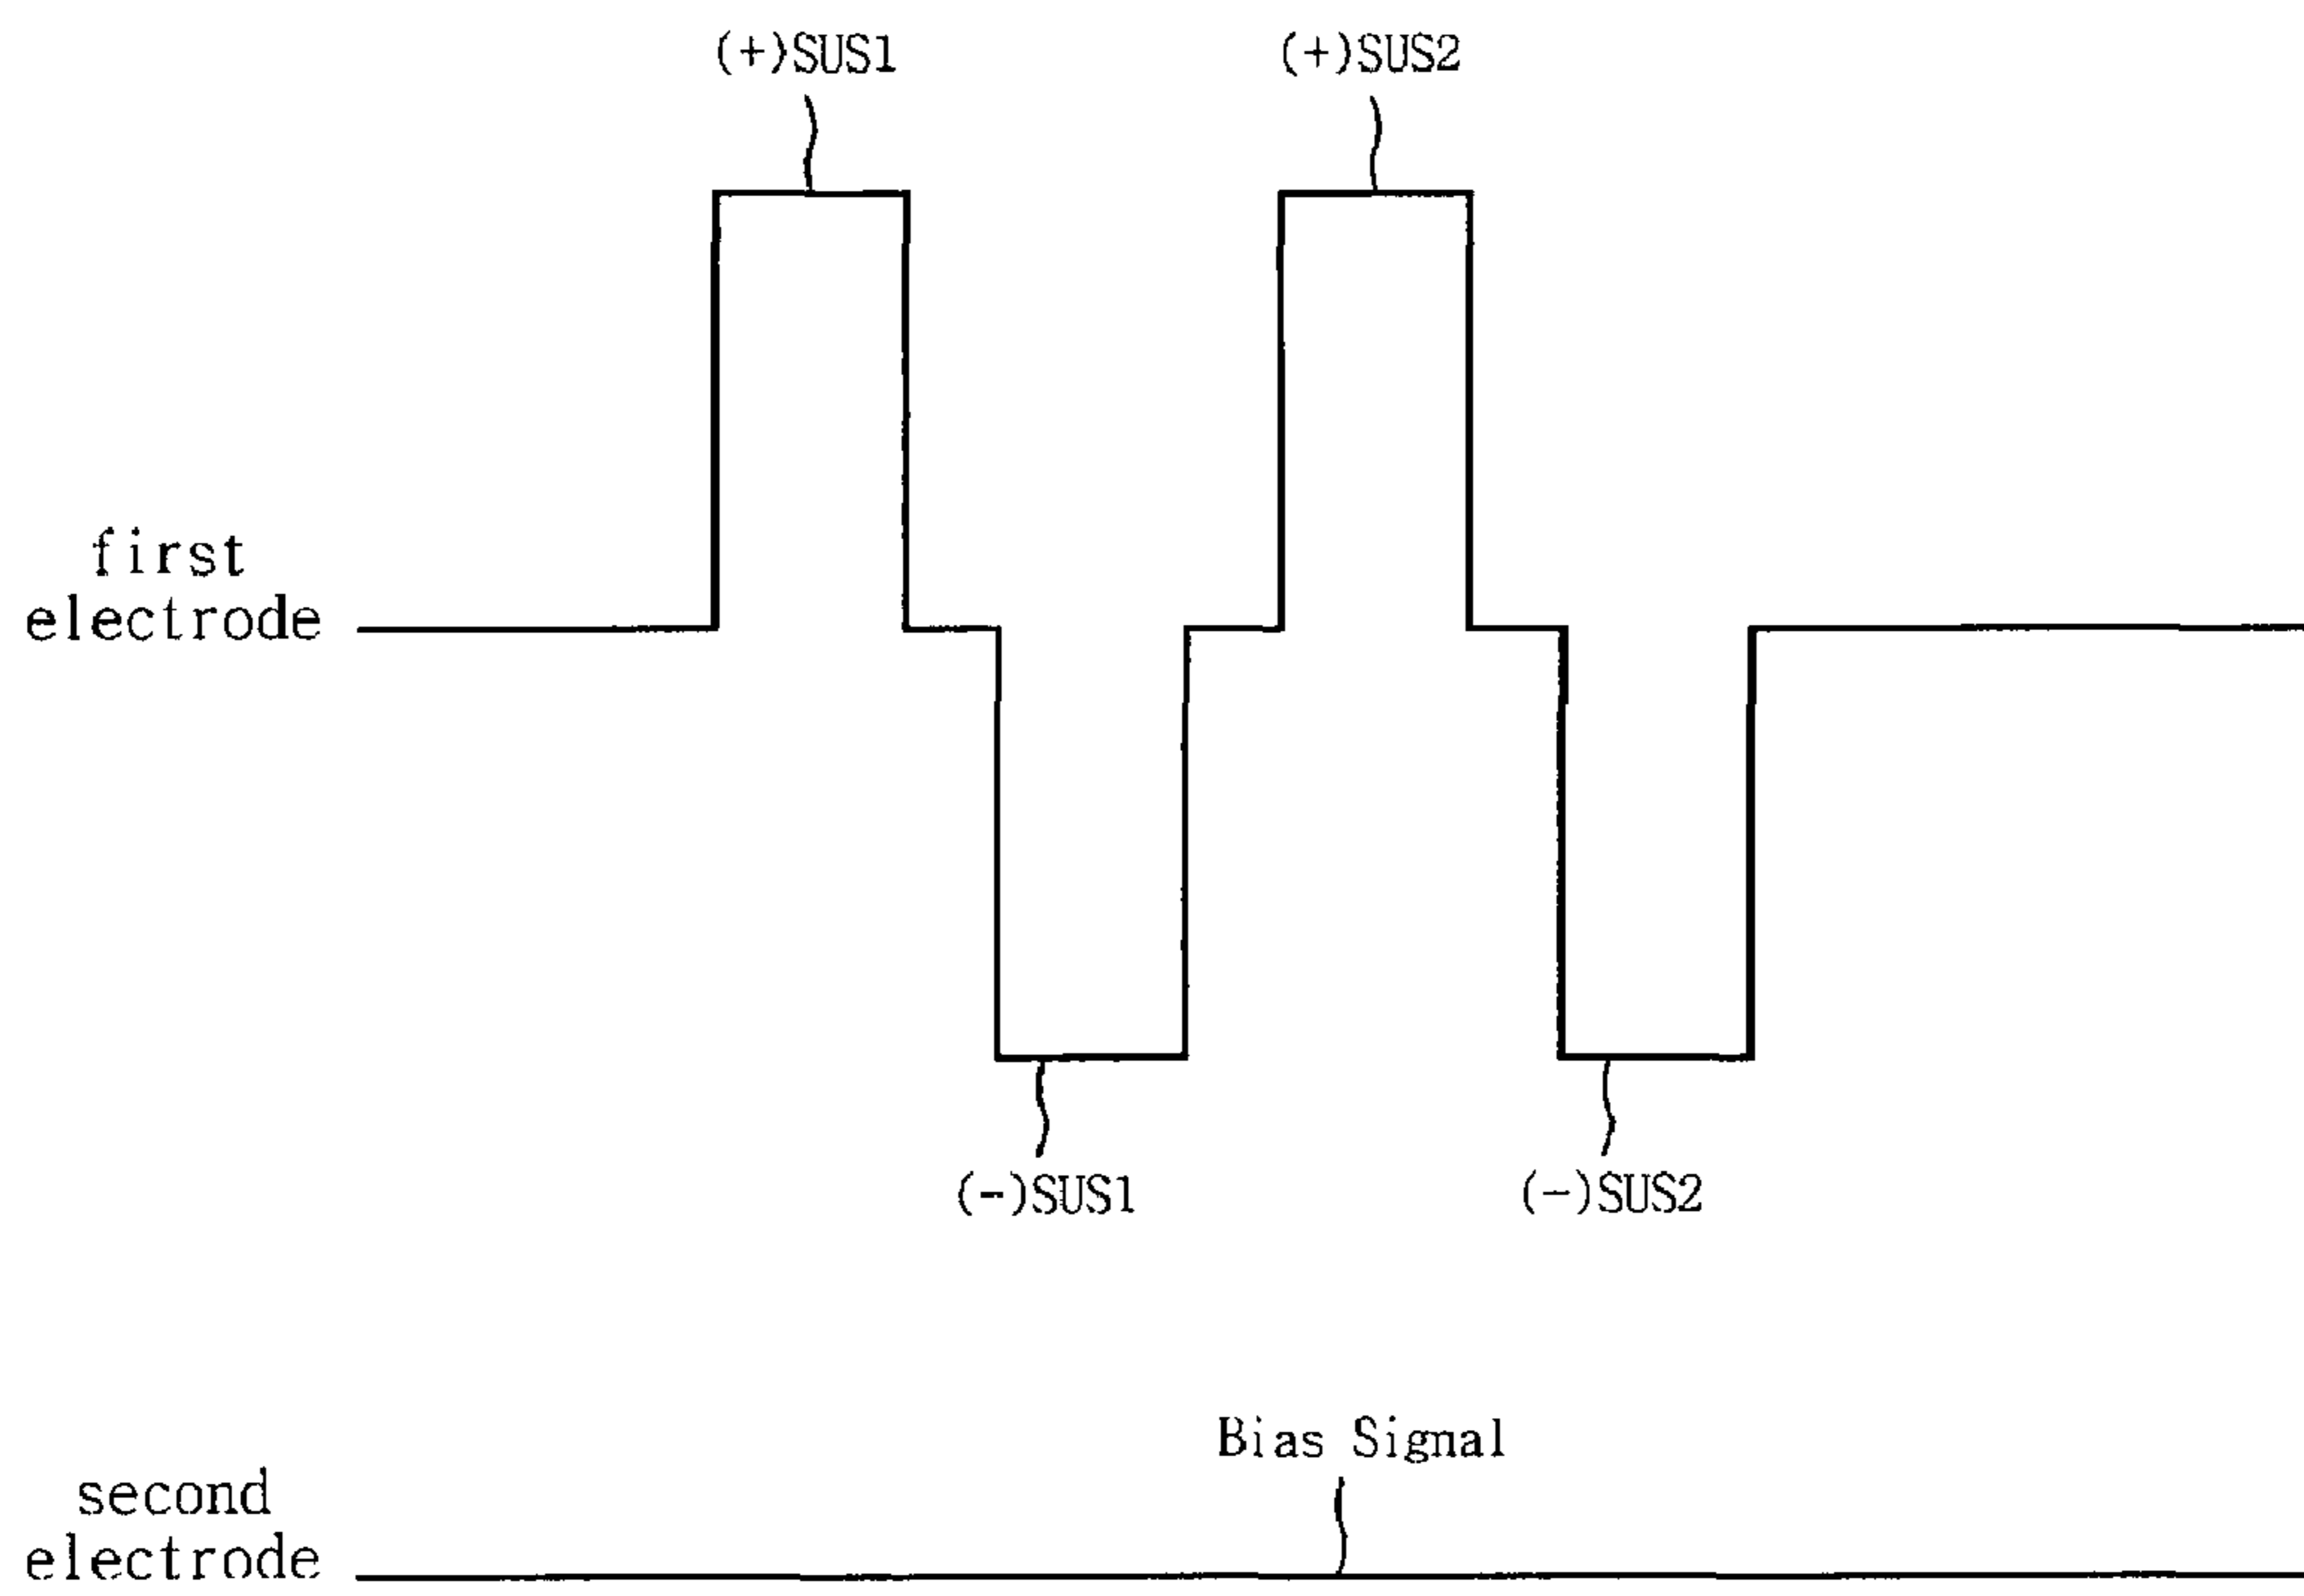 (+)SUS1
(+)SUS2
first
electrode
(-)SUS1
(-)SUS2
Bias Signal
second
electrode